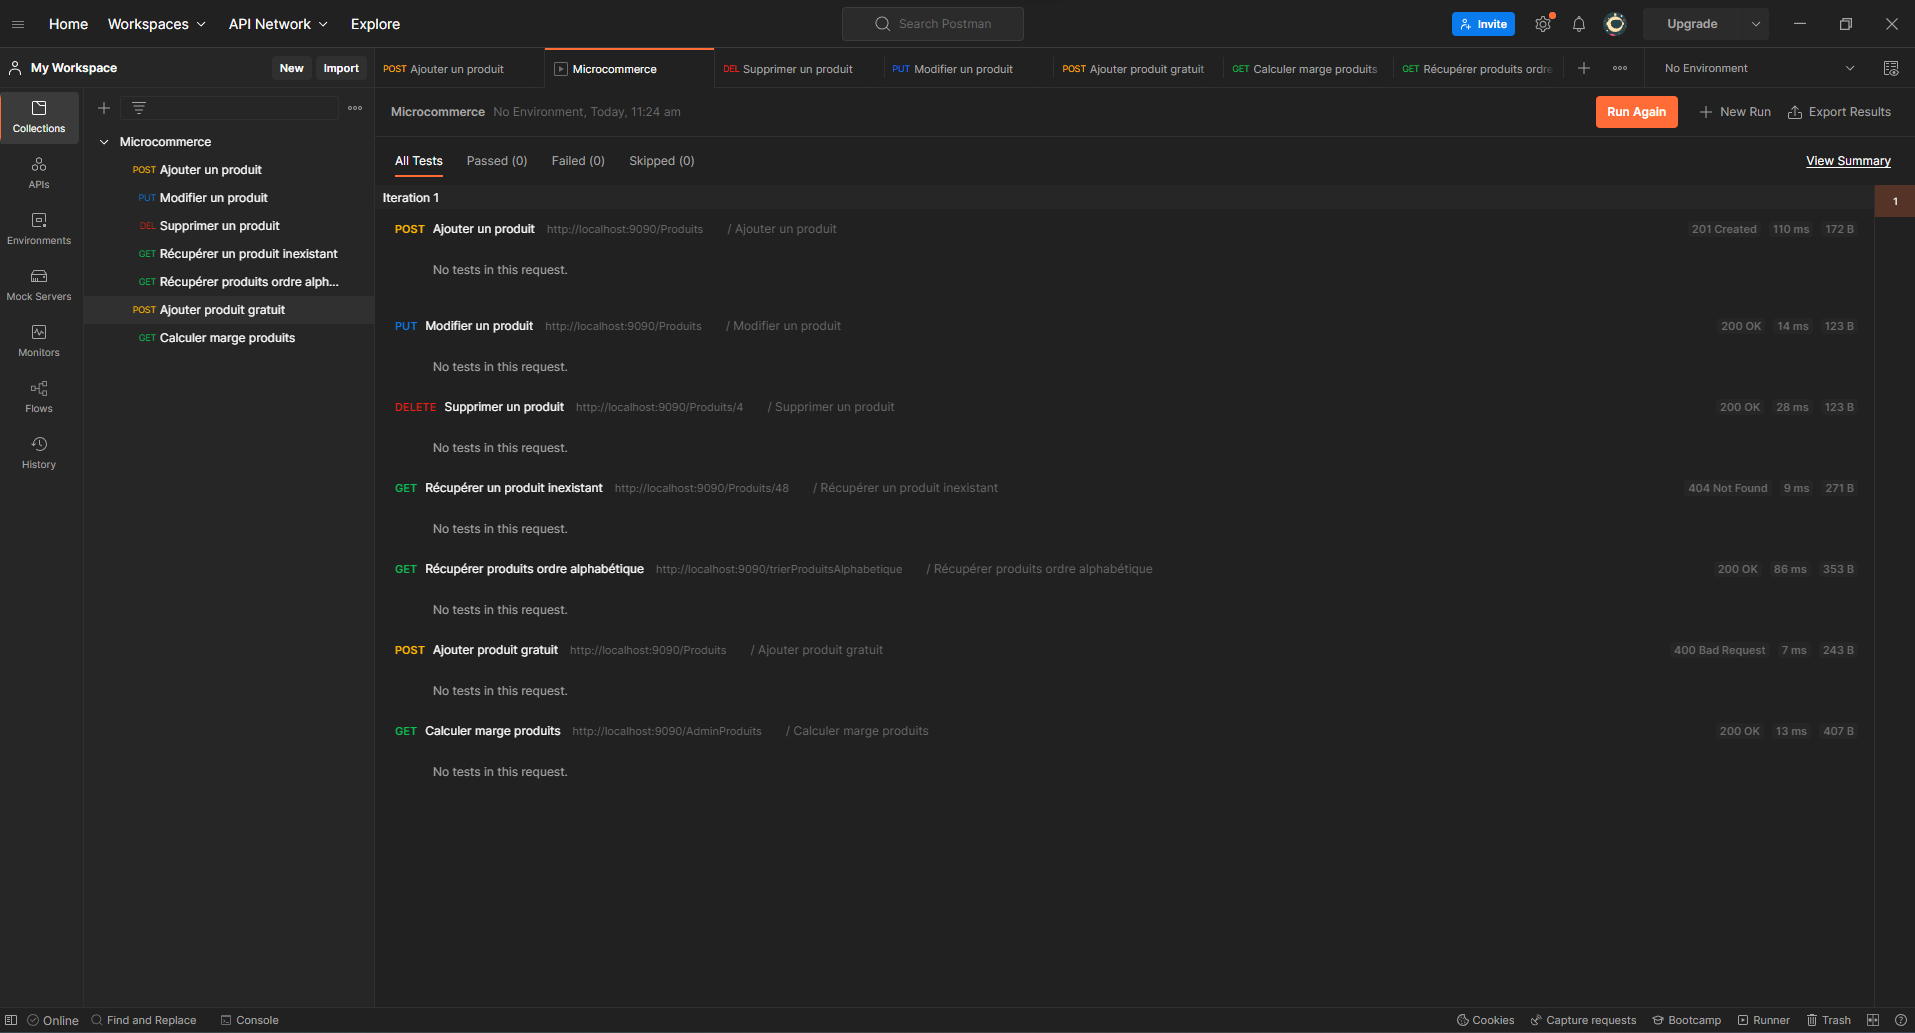 Home Workspaces API Network Explore Search Postman Invite Upgrade
My Workspace New Import
POST Ajouter un produit Microcommerce DEL Supprimer un produit PUT Modifier un produit POST Ajouter produit gratuit GET Calculer marge produits GET Récupérer produits ordre No Environment
Collections
APIs
Environments
Mock Servers
Monitors
Flows
History
Microcommerce
POST Ajouter un produit
PUT Modifier un produit
DEL Supprimer un produit
GET Récupérer un produit inexistant
GET Récupérer produits ordre alph...
POST Ajouter produit gratuit
GET Calculer marge produits
Microcommerce No Environment, Today, 11:24 am Run Again New Run Export Results
All Tests Passed (0) Failed (0) Skipped (0) View Summary
Iteration 1 1
POST Ajouter un produit http://localhost:9090/Produits / Ajouter un produit 201 Created 110 ms 172 B
No tests in this request.
PUT Modifier un produit http://localhost:9090/Produits / Modifier un produit 200 OK 14 ms 123 B
No tests in this request.
DELETE Supprimer un produit http://localhost:9090/Produits/4 / Supprimer un produit 200 OK 28 ms 123 B
No tests in this request.
GET Récupérer un produit inexistant http://localhost:9090/Produits/48 / Récupérer un produit inexistant 404 Not Found 9 ms 271 B
No tests in this request.
GET Récupérer produits ordre alphabétique http://localhost:9090/trierProduitsAlphabetique / Récupérer produits ordre alphabétique 200 OK 86 ms 353 B
No tests in this request.
POST Ajouter produit gratuit http://localhost:9090/Produits / Ajouter produit gratuit 400 Bad Request 7 ms 243 B
No tests in this request.
GET Calculer marge produits http://localhost:9090/AdminProduits / Calculer marge produits 200 OK 13 ms 407 B
No tests in this request.
Online Find and Replace Console Cookies Capture requests Bootcamp Runner Trash